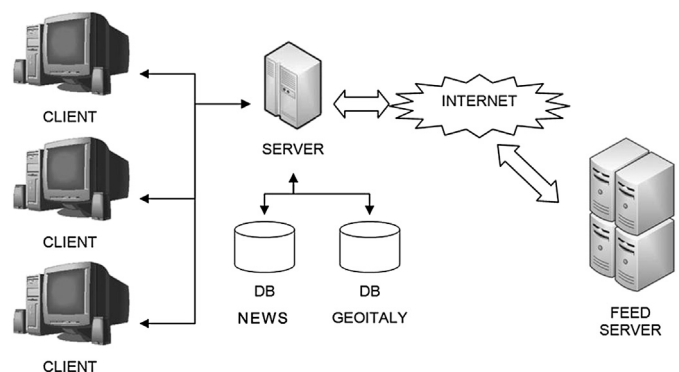 CLIENT
CLIENT
CLIENT
SERVER
INTERNET
DB
NEWS
DB
GEOITALY
FEED
SERVER